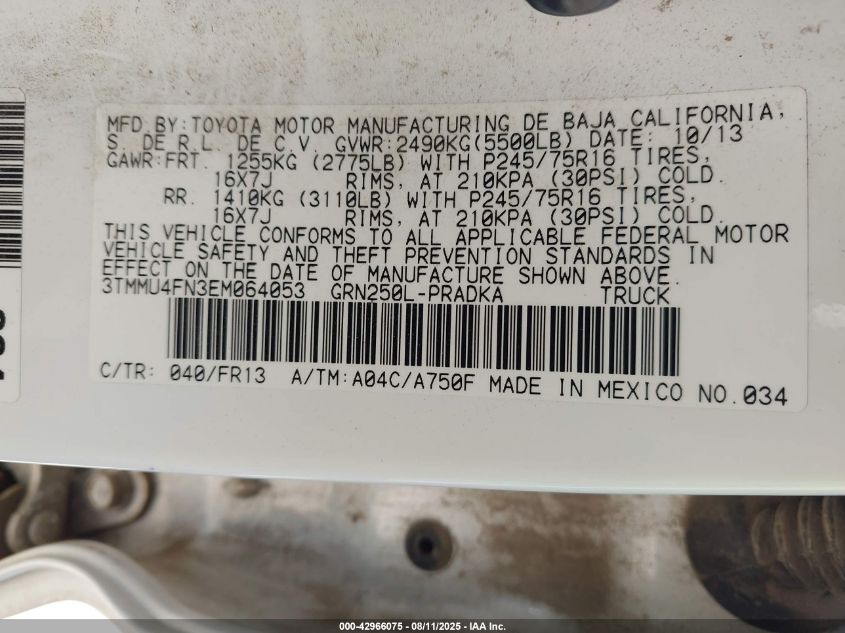 MFD BY:TOYOTA MOTOR MANUFACTURING DE BAJA CALIFORNIA,
S. DE R.L. DE C.V. GVWR:2490KG(5500LB) DATE: 10/13
GAWR:FRT. 1255KG (2775LB) WITH P245/75R16 TIRES,
16X7J RIMS, AT 210KPA (30PSI) COLD.
RR. 1410KG (3110LB) WITH P245/75R16 TIRES,
16X7J RIMS, AT 210KPA (30PSI) COLD.
THIS VEHICLE CONFORMS TO ALL APPLICABLE FEDERAL MOTOR
VEHICLE SAFETY AND THEFT PREVENTION STANDARDS IN
EFFECT ON THE DATE OF MANUFACTURE SHOWN ABOVE.
3TMMU4FN3EM064053 GRN250L-PRADKA TRUCK
C/TR: 040/FR13 A/TM:A04C/A750F MADE IN MEXICO NO.034
000-42966075 - 08/11/2025 - IAA Inc.